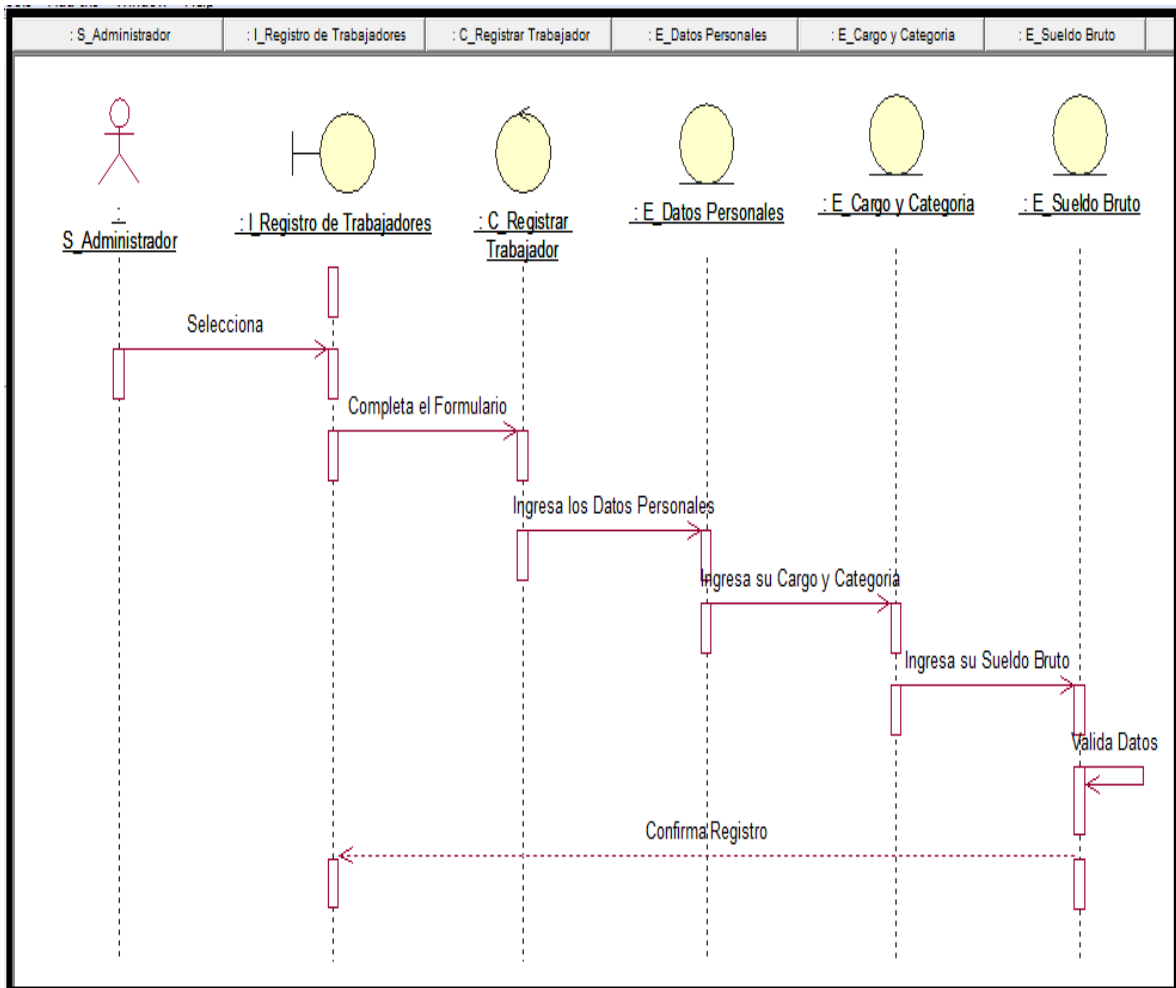 : S_Administrador
: I_Registro de Trabajadores
: C_Registrar Trabajador
: E_Datos Personales
: E_Cargo y Categoria
: E_Sueldo Bruto
:
S_Administrador
: I_Registro de Trabajadores
: C_Registrar
Trabajador
: E_Datos Personales
: E_Cargo y Categoria
: E_Sueldo Bruto
Selecciona
Completa el Formulario
Ingresa los Datos Personales
Ingresa su Cargo y Categoria
Ingresa su Sueldo Bruto
Valida Datos
Confirma Registro